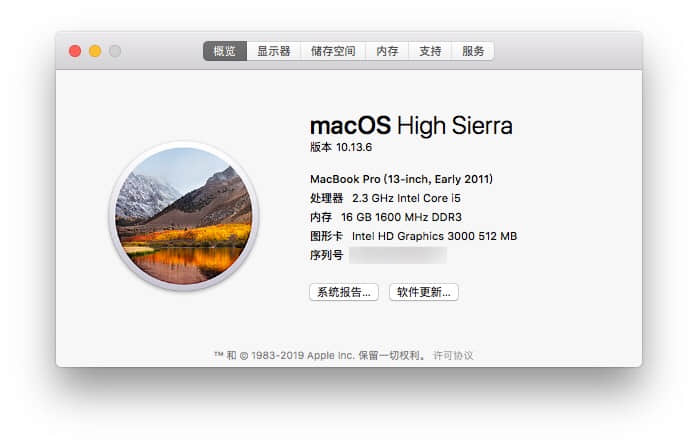 概览 显示器 储存空间 内存 支持 服务
macOS High Sierra
版本 10.13.6
MacBook Pro (13-inch, Early 2011)
处理器 2.3 GHz Intel Core i5
内存 16 GB 1600 MHz DDR3
图形卡 Intel HD Graphics 3000 512 MB
序列号
系统报告... 软件更新...
™ 和 © 1983-2019 Apple Inc. 保留一切权利。 许可协议